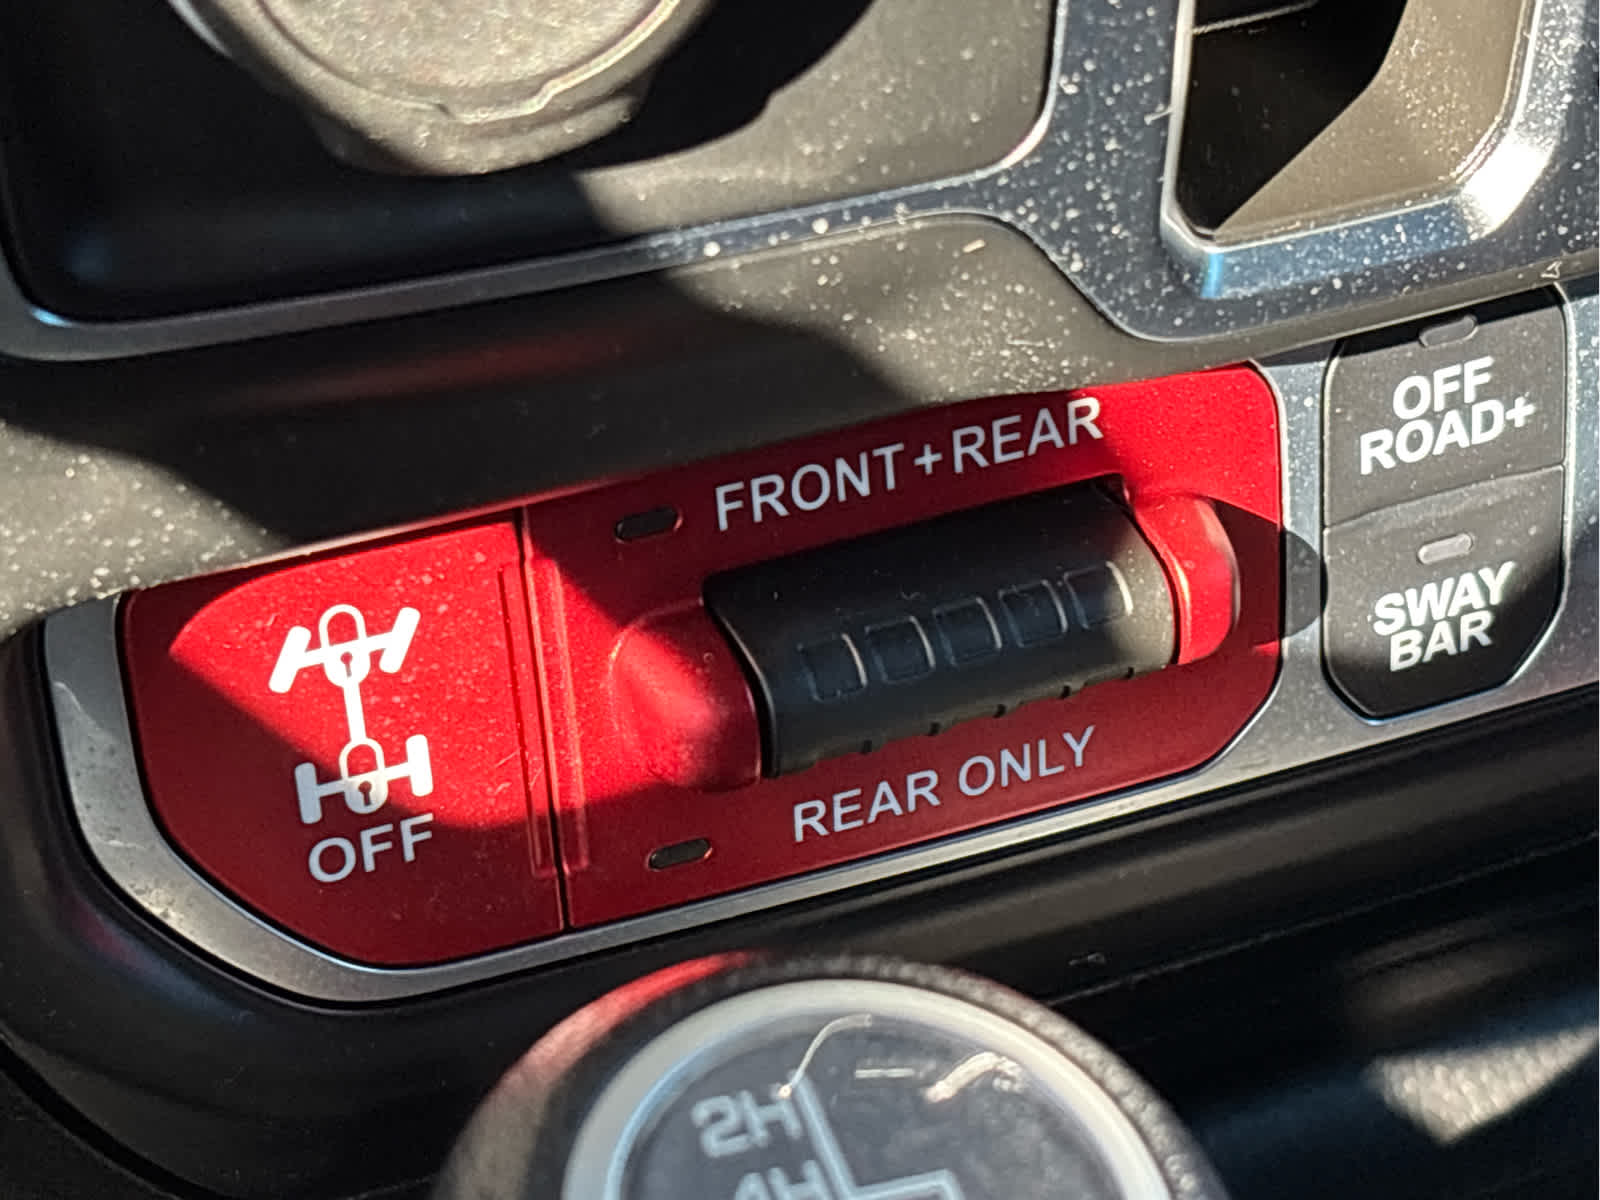 FRONT+REAR
OFF
ROAD+
SWAY
BAR
REAR ONLY
OFF
2H
4H